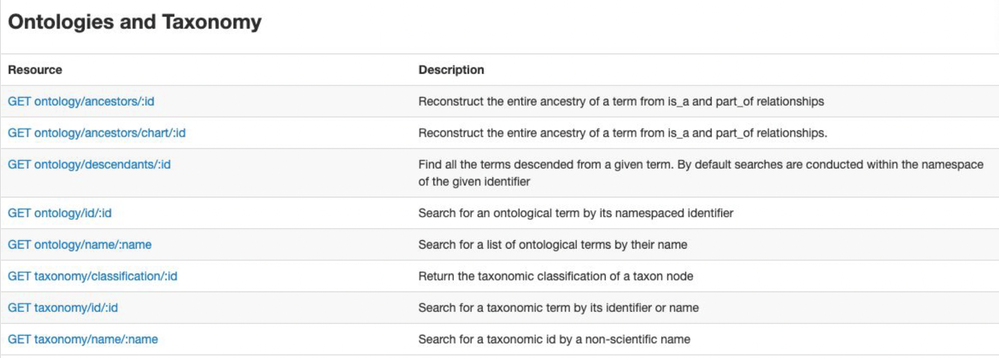 Ontologies and Taxonomy
Resource Description
GET ontology/ancestors/:id Reconstruct the entire ancestry of a term from is_a and part_of relationships
GET ontology/ancestors/chart/:id Reconstruct the entire ancestry of a term from is_a and part_of relationships.
GET ontology/descendants/:id Find all the terms descended from a given term. By default searches are conducted within the namespace
of the given identifier
GET ontology/id/:id Search for an ontological term by its namespaced identifier
GET ontology/name/:name Search for a list of ontological terms by their name
GET taxonomy/classification/:id Return the taxonomic classification of a taxon node
GET taxonomy/id/:id Search for a taxonomic term by its identifier or name
GET taxonomy/name/:name Search for a taxonomic id by a non-scientific name